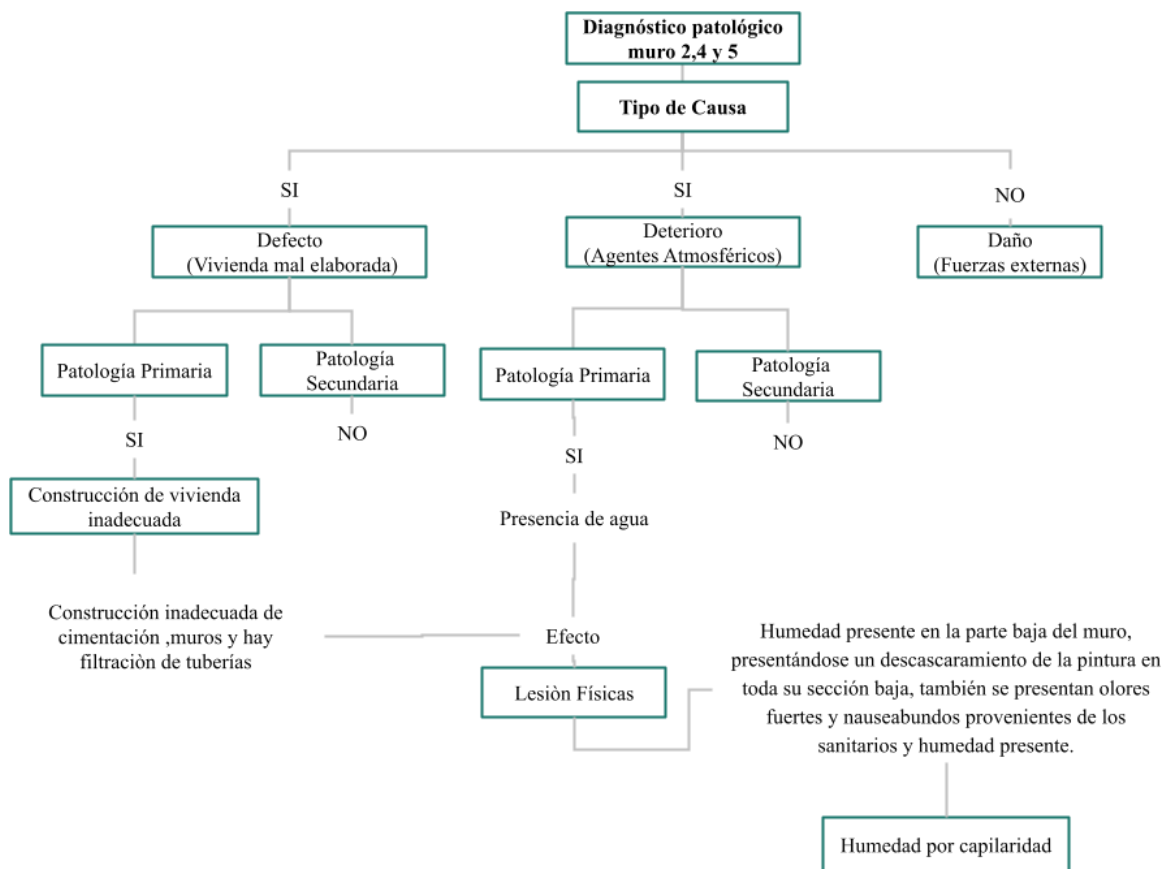 Diagnóstico patológico
muro 2,4 y 5
Tipo de Causa
SI
SI
NO
Defecto
(Vivienda mal elaborada)
Deterioro
(Agentes Atmosféricos)
Daño
(Fuerzas externas)
Patología Primaria
Patología
Secundaria
Patología Primaria
Patología
Secundaria
SI
NO
SI
NO
Construcción de vivienda
inadecuada
Presencia de agua
Construcción inadecuada de
cimentación ,muros y hay
filtraciòn de tuberías
Efecto
Lesiòn Físicas
Humedad presente en la parte baja del muro,
presentándose un descascaramiento de la pintura en
toda su sección baja, también se presentan olores
fuertes y nauseabundos provenientes de los
sanitarios y humedad presente.
Humedad por capilaridad